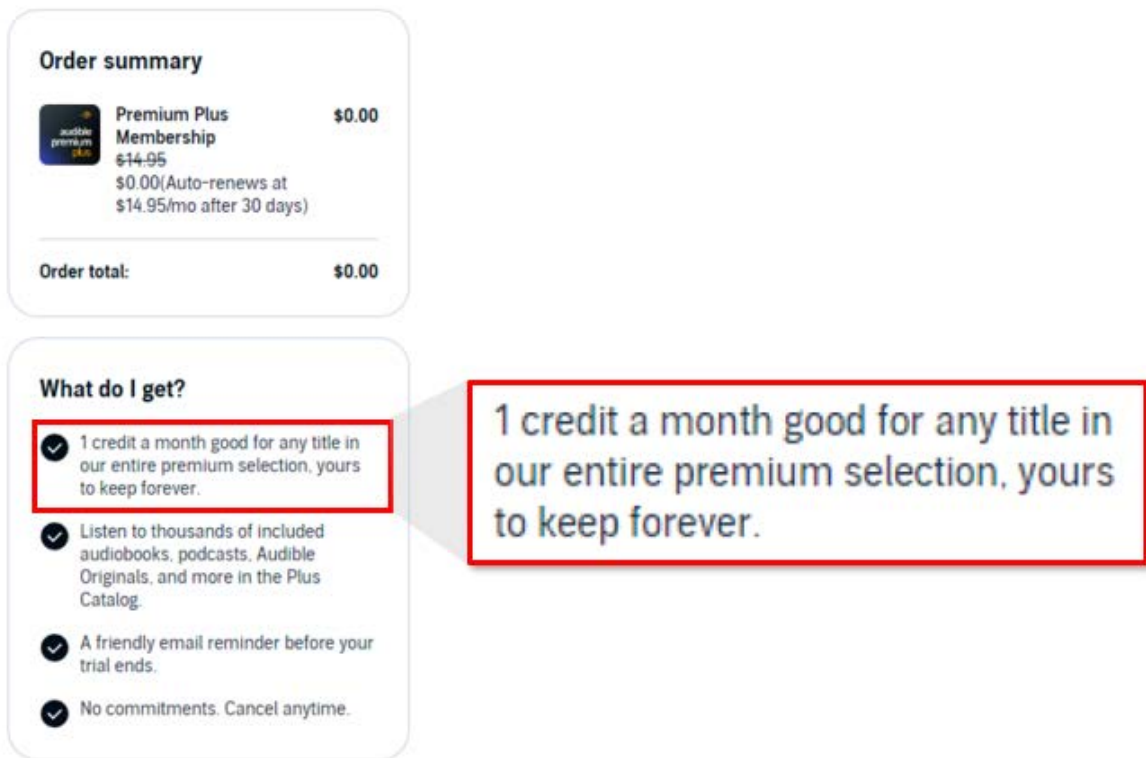 Order summary
Premium Plus $0.00
Membership
$14.95
$0.00(Auto-renews at
$14.95/mo after 30 days)
audible
premium
plus
Order total: $0.00
What do I get?
1 credit a month good for any title in
our entire premium selection, yours
to keep forever.
Listen to thousands of included
audiobooks, podcasts, Audible
Originals, and more in the Plus
Catalog.
A friendly email reminder before your
trial ends.
No commitments. Cancel anytime.
1 credit a month good for any title in
our entire premium selection, yours
to keep forever.